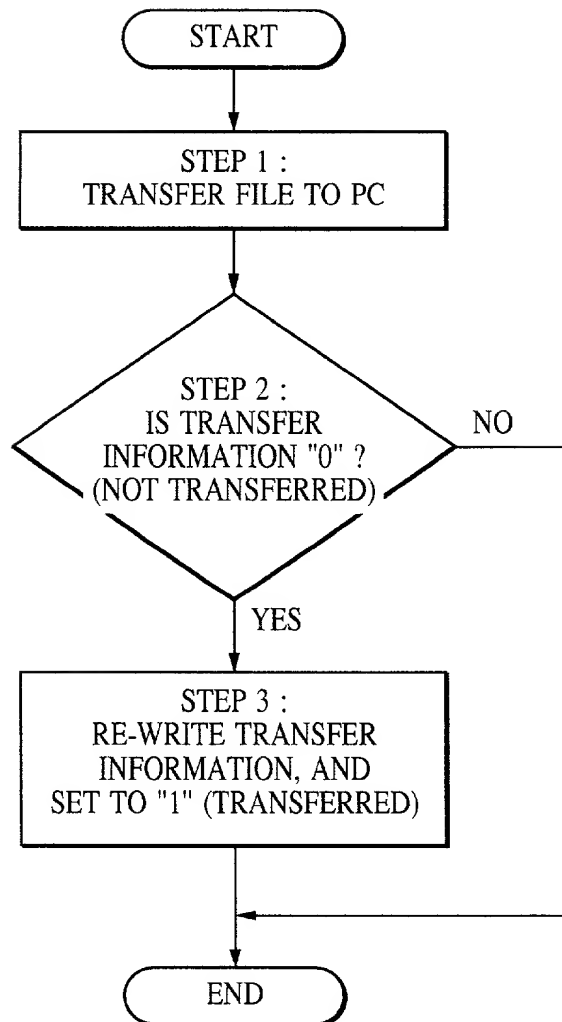 START
STEP 1 :
TRANSFER FILE TO PC
STEP 2 :
IS TRANSFER
INFORMATION "0" ?
(NOT TRANSFERRED)
NO
YES
STEP 3 :
RE-WRITE TRANSFER
INFORMATION, AND
SET TO "1" (TRANSFERRED)
END